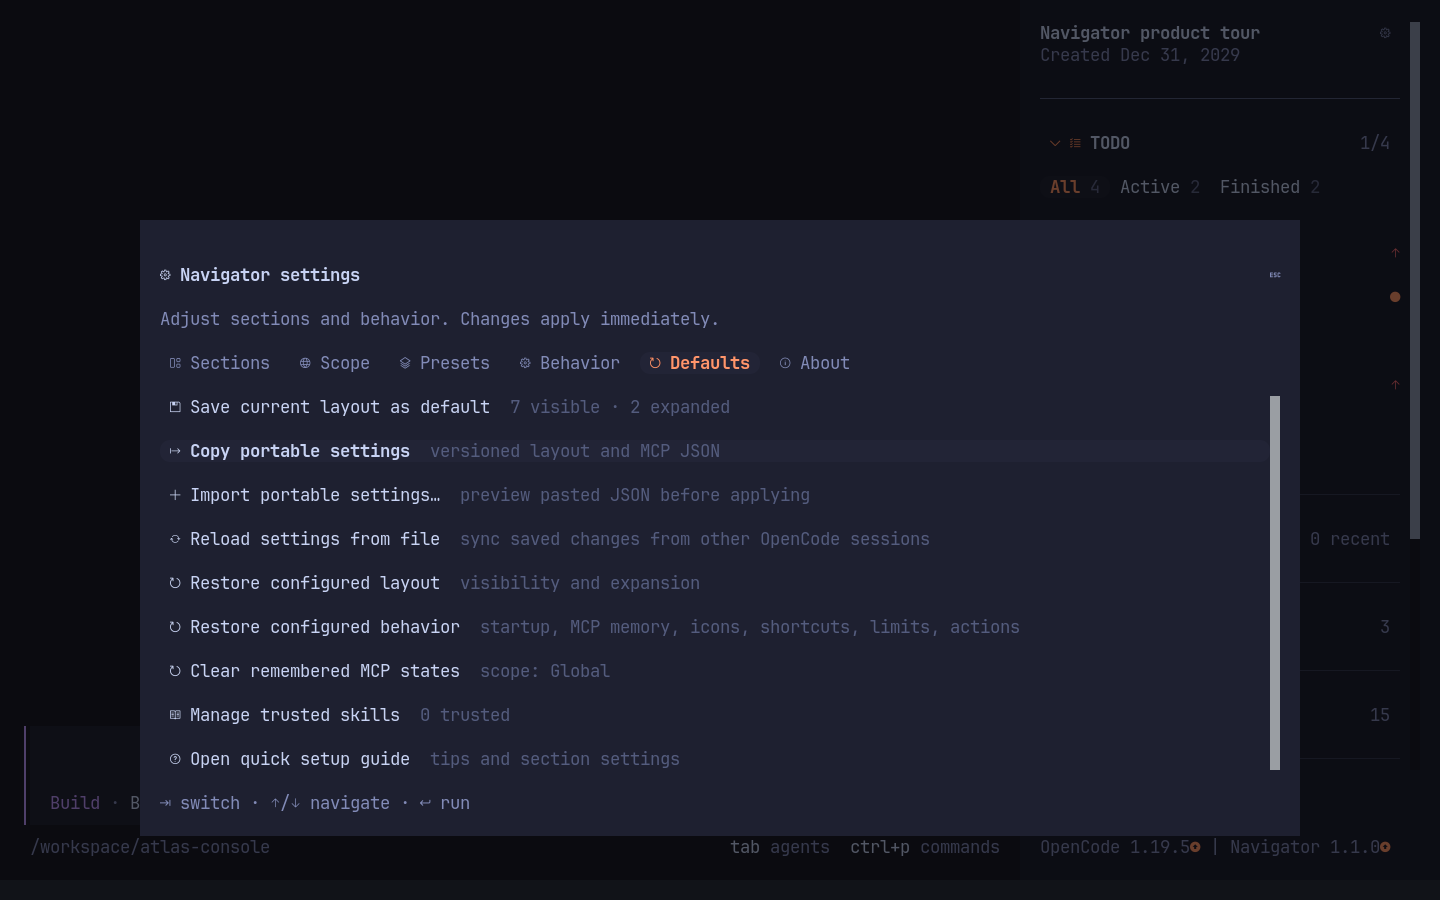 Navigator product tour
Created Dec 31, 2029
TODO 1/4
All 4 Active 2 Finished 2
Navigator settings ESC
Adjust sections and behavior. Changes apply immediately.
Sections Scope Presets Behavior Defaults About
Save current layout as default 7 visible · 2 expanded
Copy portable settings versioned layout and MCP JSON
Import portable settings… preview pasted JSON before applying
Reload settings from file sync saved changes from other OpenCode sessions
0 recent
Restore configured layout visibility and expansion
Restore configured behavior startup, MCP memory, icons, shortcuts, limits, actions
3
Clear remembered MCP states scope: Global
Manage trusted skills 0 trusted
15
Open quick setup guide tips and section settings
⇥ switch · ↑/↓ navigate · ↩ run
Build · B
/workspace/atlas-console tab agents ctrl+p commands OpenCode 1.19.5 | Navigator 1.1.0